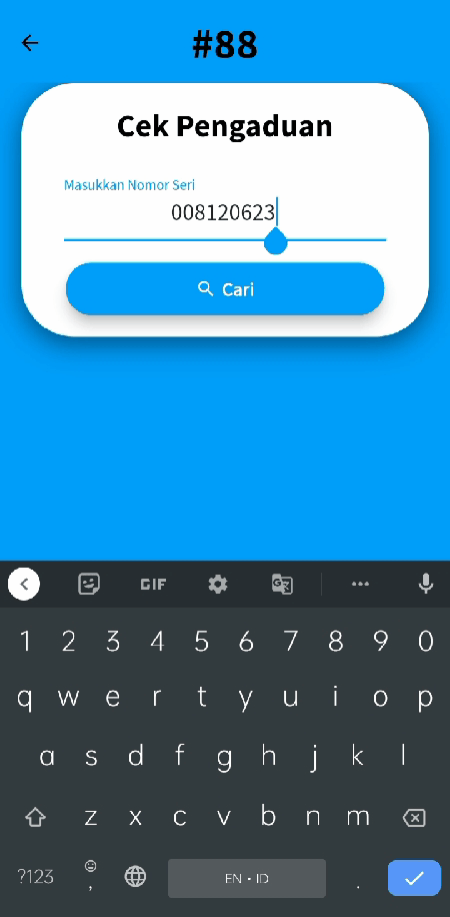 #88
Cek Pengaduan
Masukkan Nomor Seri
008120623
Cari
GIF
1 2 3 4 5 6 7 8 9 0
q w e r t y u i o p
a s d f g h j k l
z x c v b n m
?123 , EN • ID .